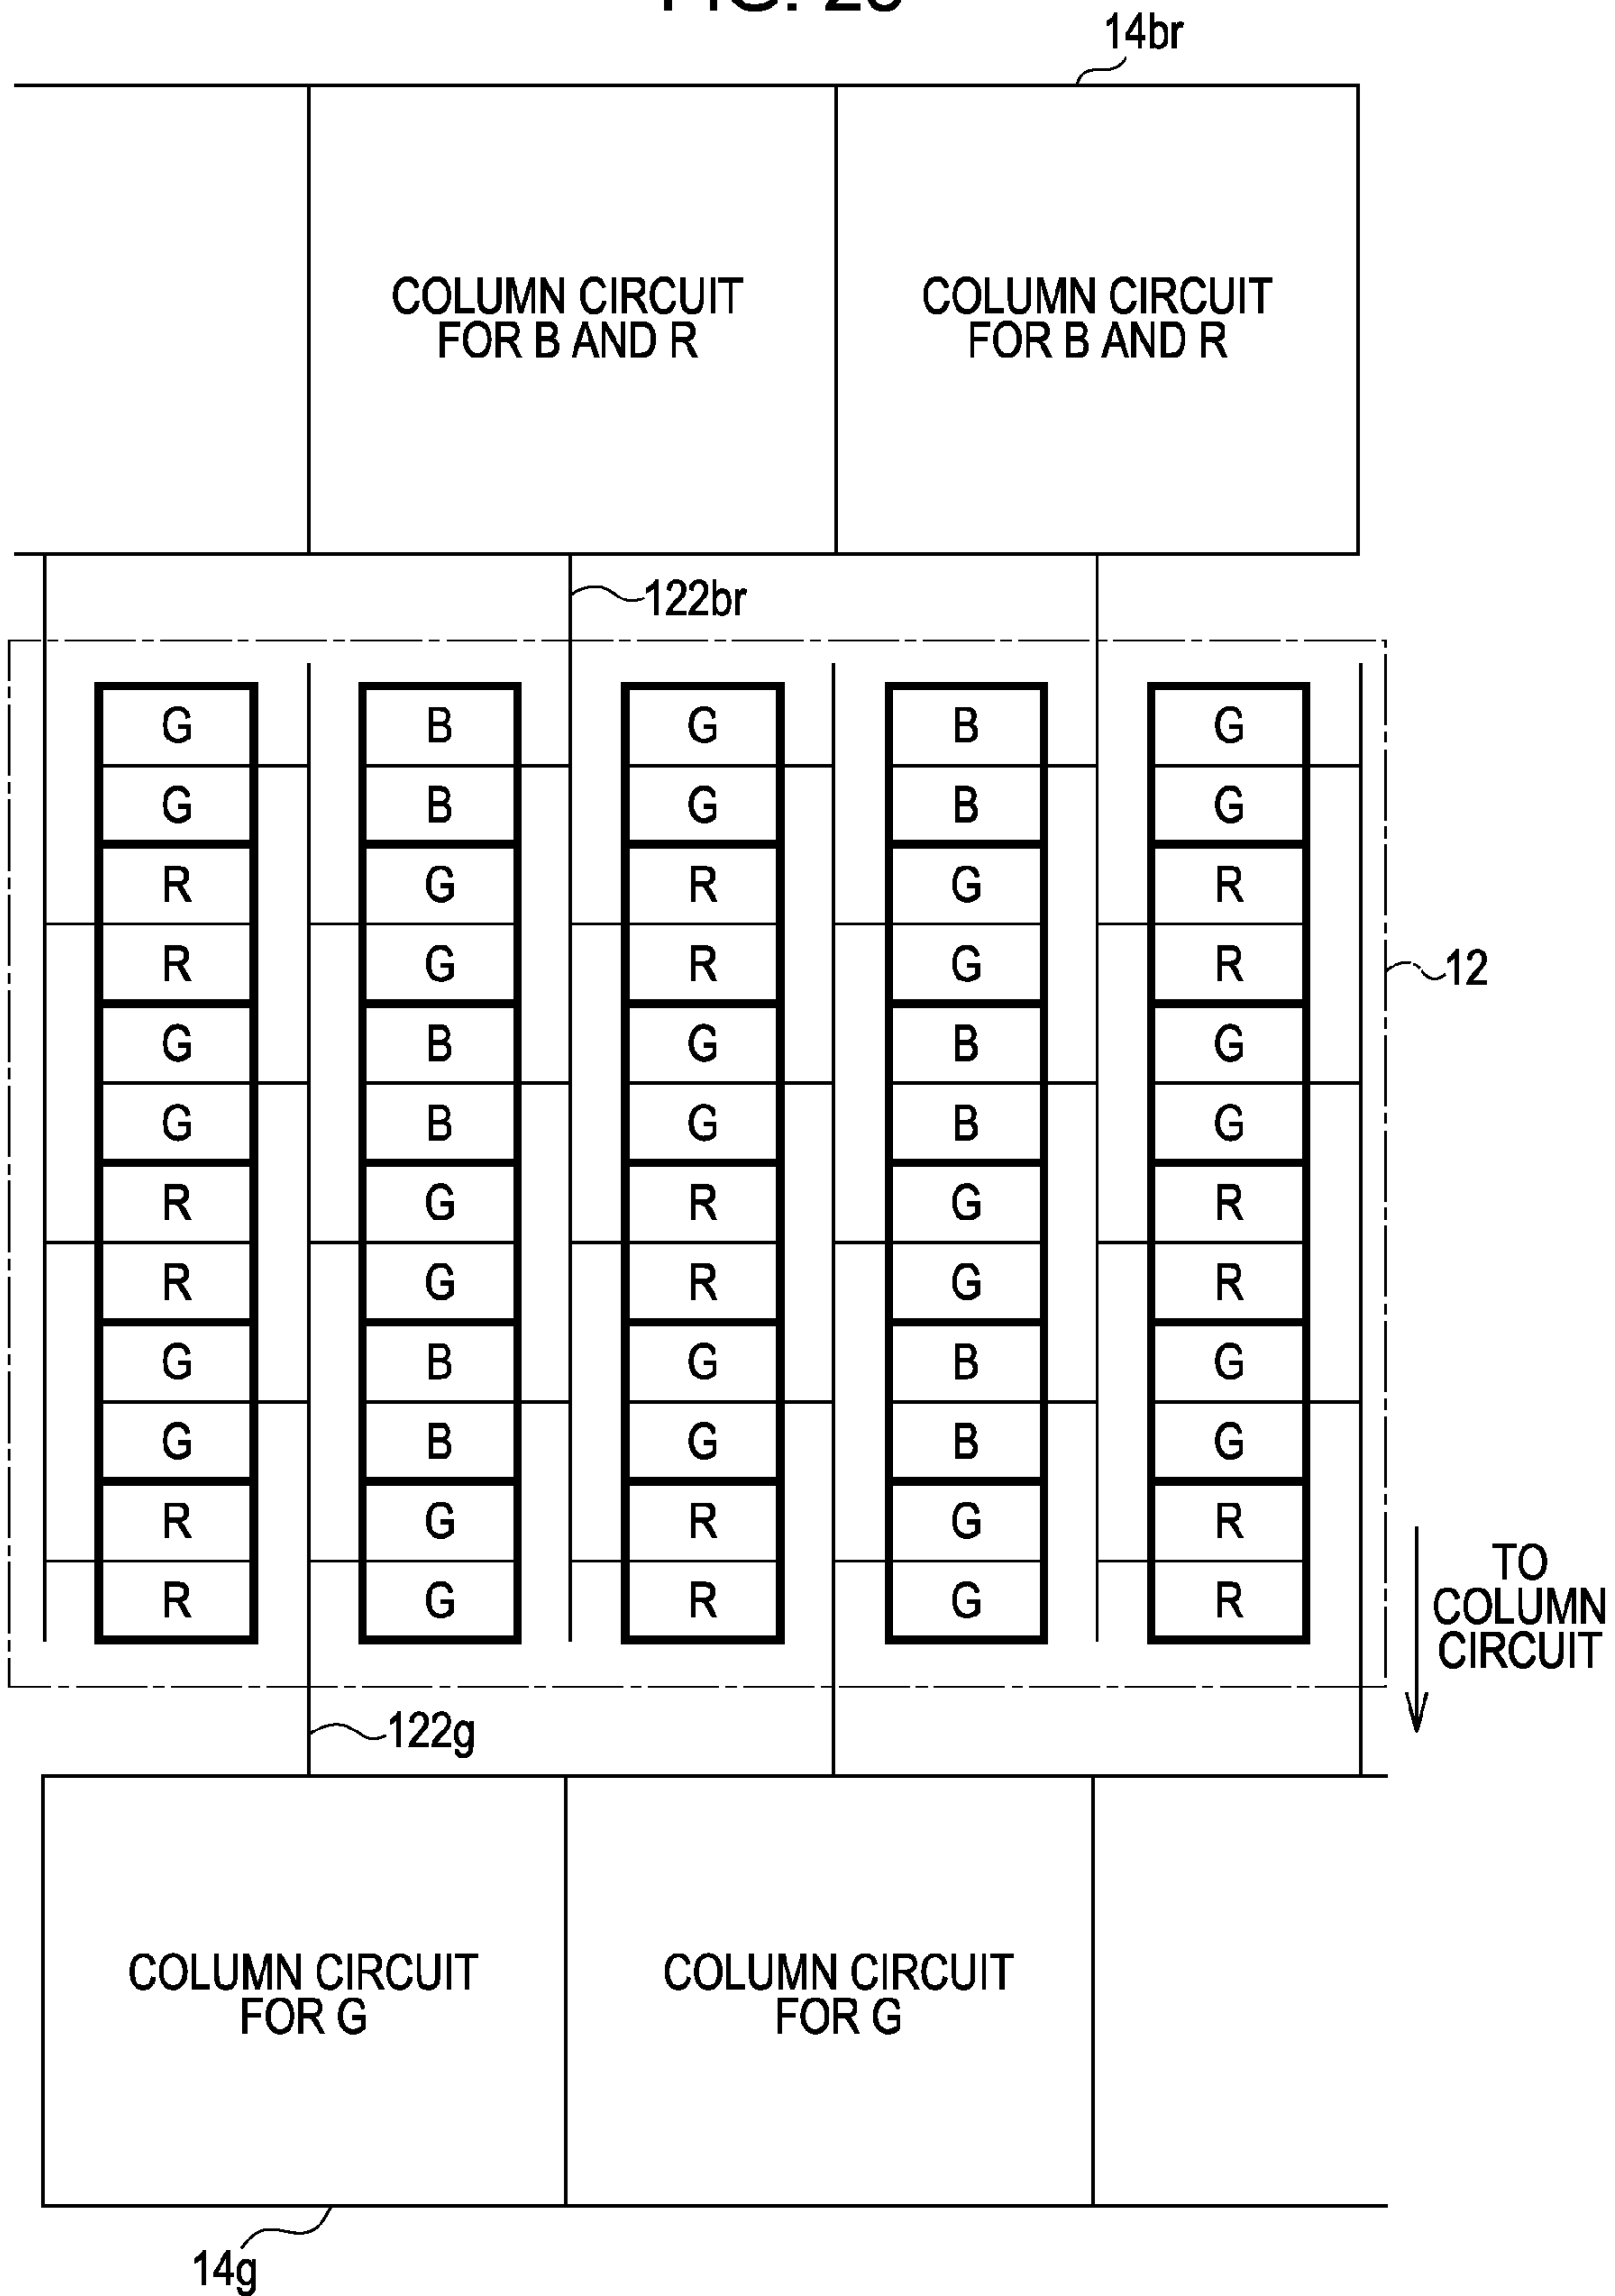 14br
COLUMN CIRCUIT
FOR B AND R
COLUMN CIRCUIT
FOR B AND R
122br
G B G B G
G B G B G
R G R G R
R G R G R
12
G B G B G
G B G B G
R G R G R
R G R G R
G B G B G
G B G B G
R G R G R
R G R G R
TO
COLUMN
CIRCUIT
122g
COLUMN CIRCUIT
FOR G
COLUMN CIRCUIT
FOR G
14g